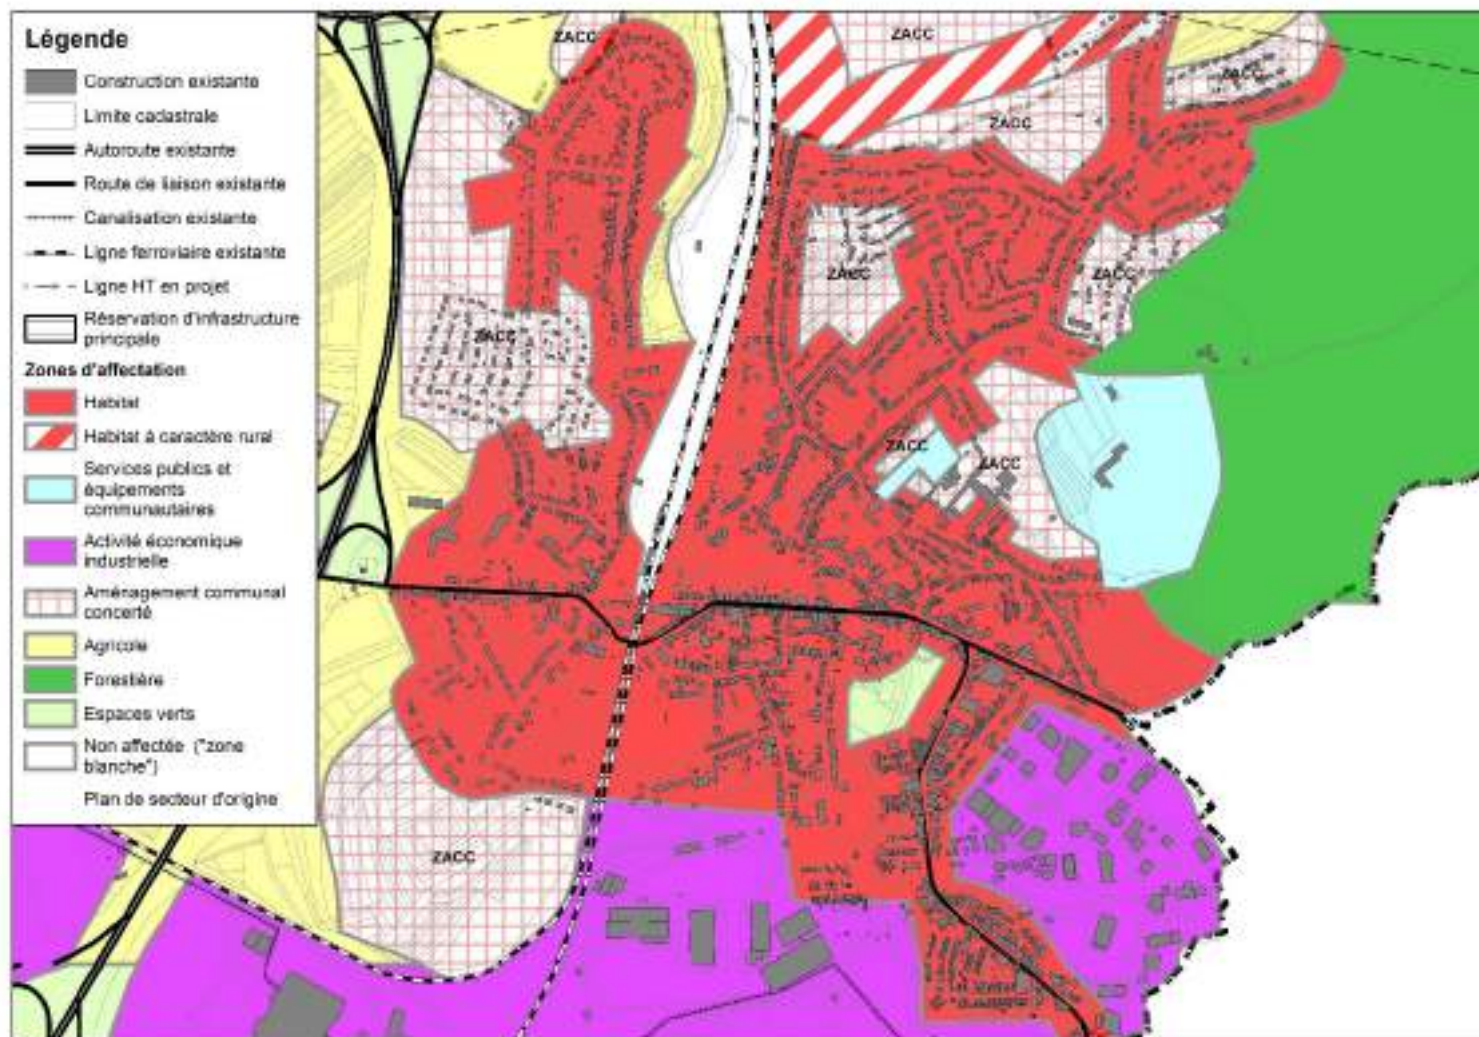 Légende
Construction existante
Limite cadastrale
Autoroute existante
Route de liaison existante
Canalisation existante
Ligne ferroviaire existante
Ligne HT en projet
Réservation d'infrastructure
principale
Zones d'affectation
Habitat
Habitat à caractère rural
Services publics et
équipements
communautaires
Activité économique
industrielle
Aménagement communal
concerté
Agricole
Forestière
Espaces verts
Non affectée ("zone
blanche")
Plan de secteur d'origine
ZACC
ZACC
ZACC
ZACC
ZACC
ZACC
ZACC
ZACC
ZACC
ZACC